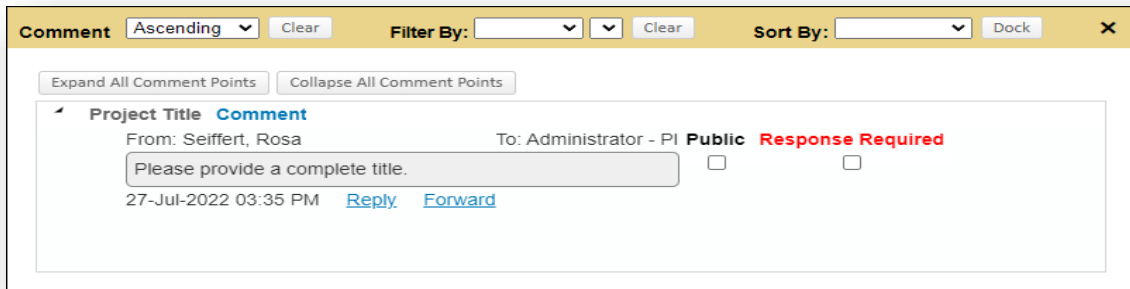 Comment Ascending Clear Filter By: Clear Sort By: Dock ×
Expand All Comment Points Collapse All Comment Points
Project Title Comment
From: Seiffert, Rosa To: Administrator - PI Public Response Required
Please provide a complete title.
27-Jul-2022 03:35 PM Reply Forward